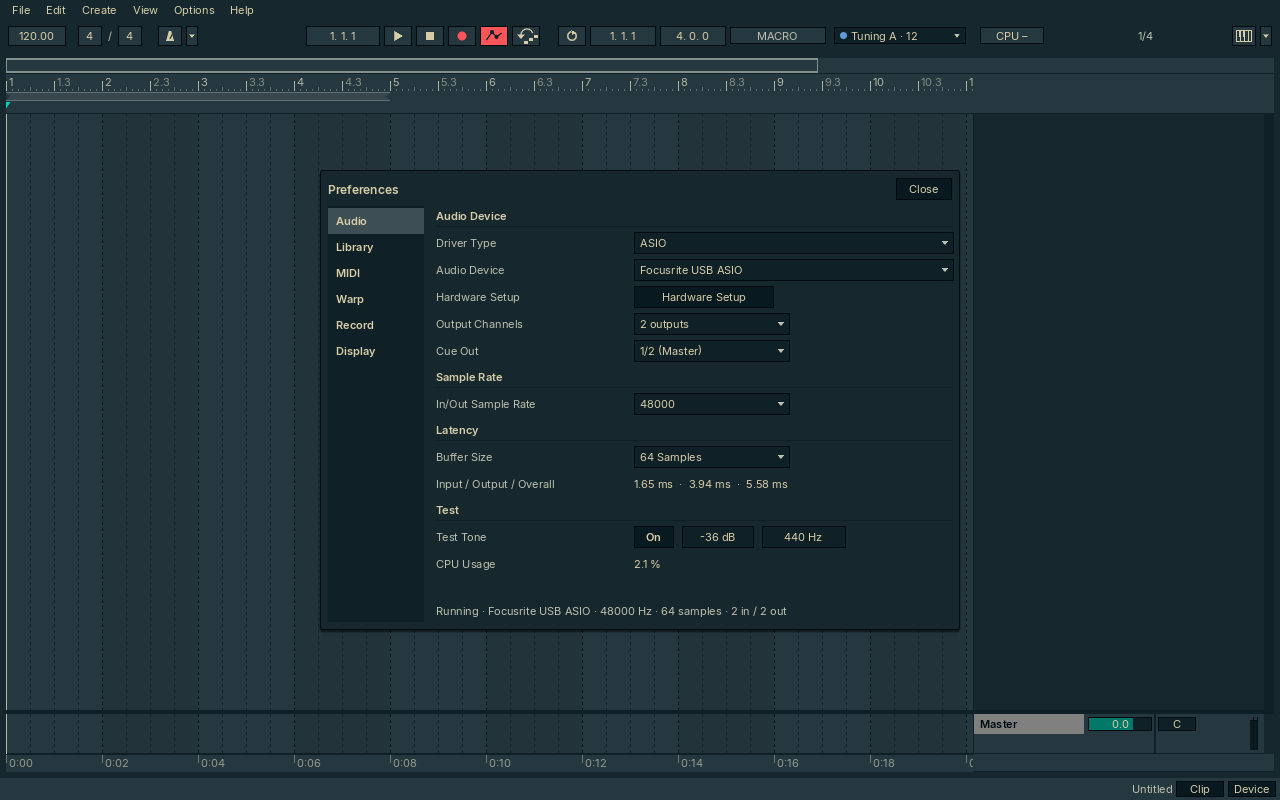 File Edit Create View Options Help
120.00 4 / 4 1. 1. 1 1. 1. 1 4. 0. 0 MACRO Tuning A · 12 CPU – 1/4
1 1.3 2 2.3 3 3.3 4 4.3 5 5.3 6 6.3 7 7.3 8 8.3 9 9.3 10 10.3 1
Preferences Close
Audio
Library
MIDI
Warp
Record
Display
Audio Device
Driver Type ASIO
Audio Device Focusrite USB ASIO
Hardware Setup Hardware Setup
Output Channels 2 outputs
Cue Out 1/2 (Master)
Sample Rate
In/Out Sample Rate 48000
Latency
Buffer Size 64 Samples
Input / Output / Overall 1.65 ms · 3.94 ms · 5.58 ms
Test
Test Tone On -36 dB 440 Hz
CPU Usage 2.1 %
Running · Focusrite USB ASIO · 48000 Hz · 64 samples · 2 in / 2 out
Master 0.0 C
0:00 0:02 0:04 0:06 0:08 0:10 0:12 0:14 0:16 0:18
Untitled Clip Device